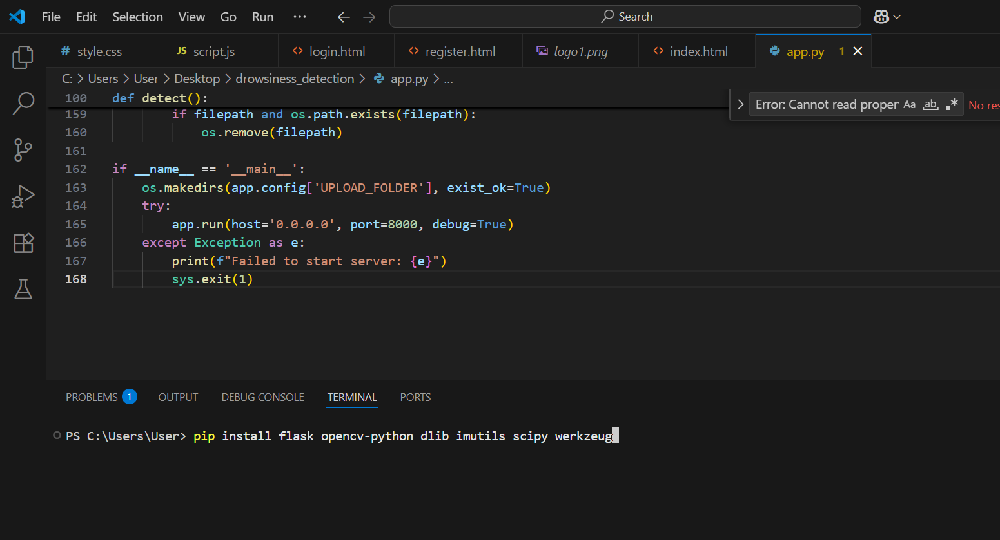 File Edit Selection View Go Run ··· Search
# style.css JS script.js <> login.html <> register.html logo1.png <> index.html app.py 1
C: > Users > User > Desktop > drowsiness_detection > app.py > ...
100 def detect():
Error: Cannot read propert Aa ab, .* No res
159 if filepath and os.path.exists(filepath):
160 os.remove(filepath)
161
162 if __name__ == '__main__':
163 os.makedirs(app.config['UPLOAD_FOLDER'], exist_ok=True)
164 try:
165 app.run(host='0.0.0.0', port=8000, debug=True)
166 except Exception as e:
167 print(f"Failed to start server: {e}")
168 sys.exit(1)
PROBLEMS 1 OUTPUT DEBUG CONSOLE TERMINAL PORTS
PS C:\Users\User> pip install flask opencv-python dlib imutils scipy werkzeug